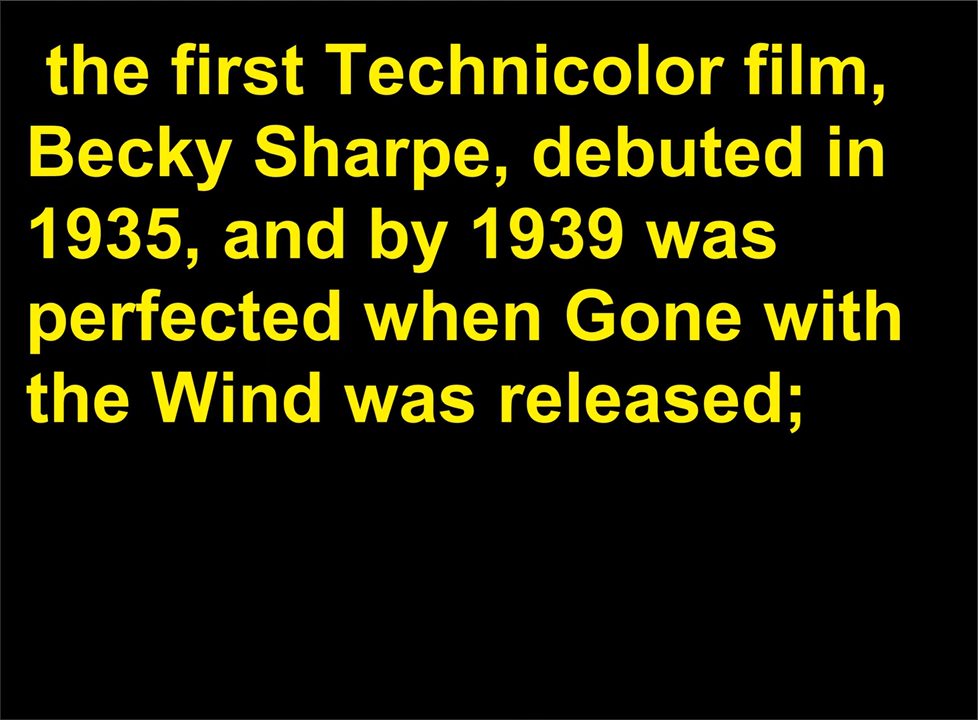 the first Technicolor film,
Becky Sharpe, debuted in
1935, and by 1939 was
perfected when Gone with
the Wind was released;